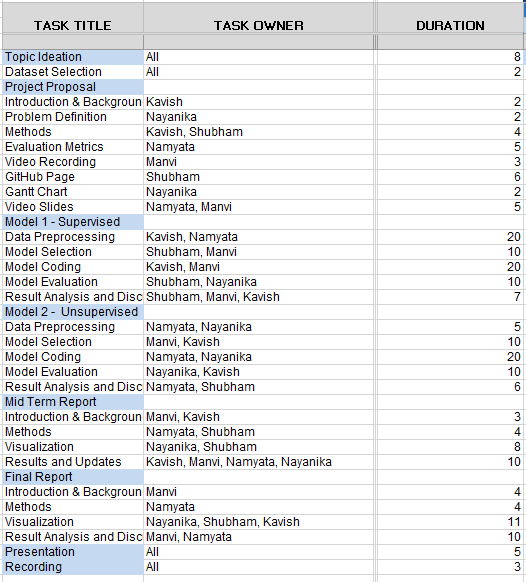 TASK TITLE TASK OWNER DURATION
Topic Ideation All 8
Dataset Selection All 2
Project Proposal
Introduction & Backgroun Kavish 2
Problem Definition Nayanika 2
Methods Kavish, Shubham 4
Evaluation Metrics Namyata 5
Video Recording Manvi 3
GitHub Page Shubham 6
Gantt Chart Nayanika 2
Video Slides Namyata, Manvi 5
Model 1 - Supervised
Data Preprocessing Kavish, Namyata 20
Model Selection Shubham, Manvi 10
Model Coding Kavish, Manvi 20
Model Evaluation Shubham, Nayanika 10
Result Analysis and Disc Shubham, Manvi, Kavish 7
Model 2 - Unsupervised
Data Preprocessing Namyata, Nayanika 5
Model Selection Manvi, Kavish 10
Model Coding Namyata, Nayanika 20
Model Evaluation Nayanika, Kavish 10
Result Analysis and Disc Namyata, Shubham 6
Mid Term Report
Introduction & Backgroun Manvi, Kavish 3
Methods Namyata, Shubham 4
Visualization Nayanika, Shubham 8
Results and Updates Kavish, Manvi, Namyata, Nayanika 10
Final Report
Introduction & Backgroun Manvi 4
Methods Namyata 4
Visualization Nayanika, Shubham, Kavish 11
Result Analysis and Disc Manvi, Namyata 10
Presentation All 5
Recording All 3